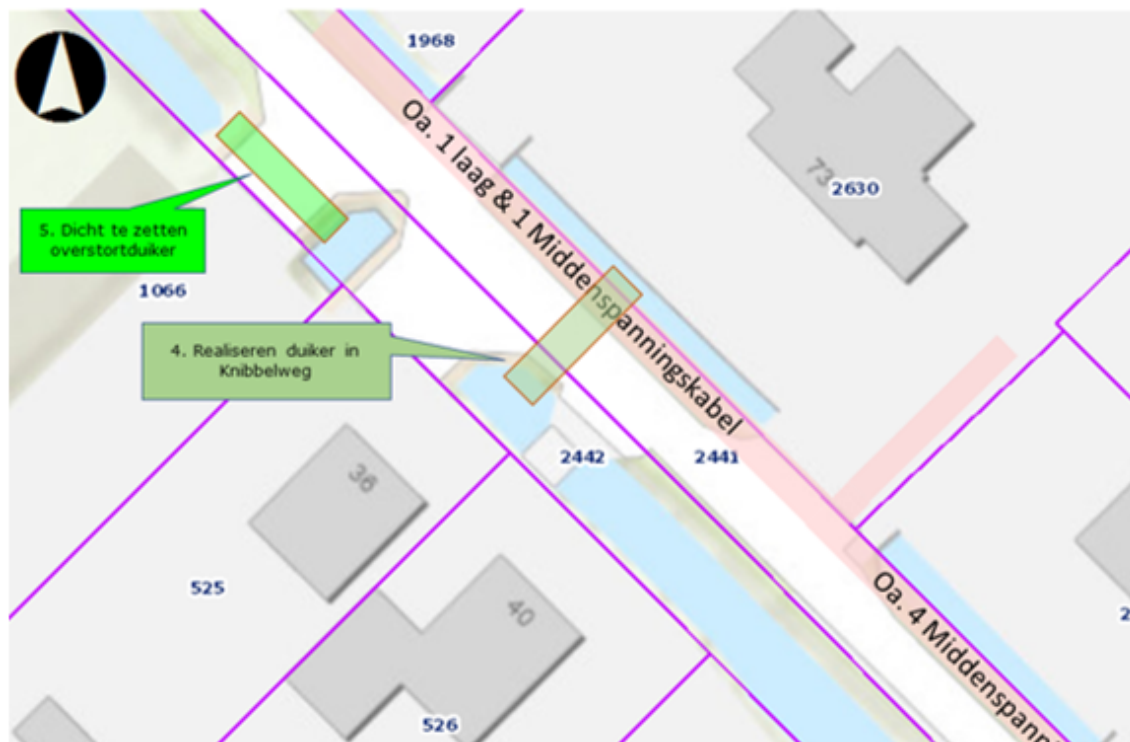 1968
Oa. 1 laag & 1 Middenspanningskabel
73
2630
5. Dicht te zetten
overstortduiker
1066
4. Realiseren duiker in
Knibbelweg
2442
2441
36
525
40
Oa. 4 Middenspann
2
526